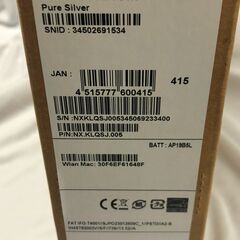 Pure Silver
SNID : 34502691534
JAN :
415
4 515777 600415
S/N :NXKLQSJ005345069233400
P/N:NX.KLQSJ.005
BATT : AP19B5L
Wlan Mac: 30F6EF61648F